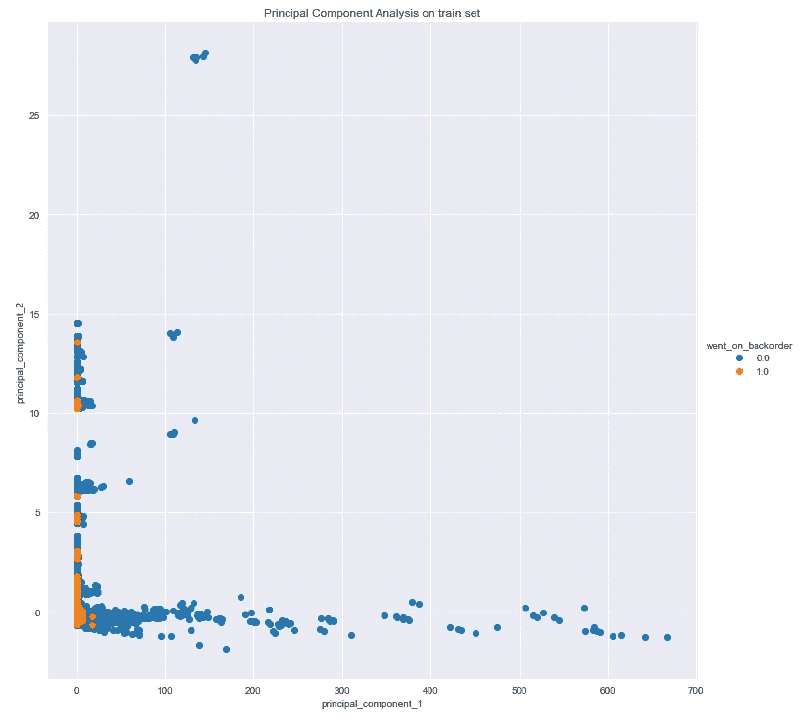 Principal Component Analysis on train set
25
20
15
10
5
0
principal_component_2
0 100 200 300 400 500 600 700
principal_component_1
went_on_backorder
0.0
1.0